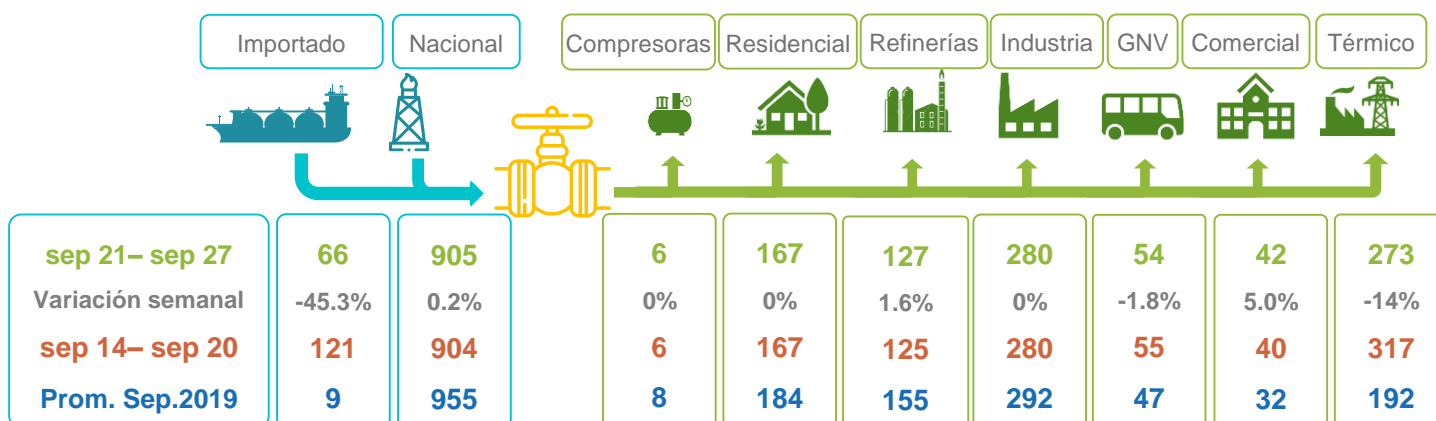 Importado Nacional Compresoras Residencial Refinerías Industria GNV Comercial Térmico
sep 21– sep 27 66 905 6 167 127 280 54 42 273
Variación semanal -45.3% 0.2% 0% 0% 1.6% 0% -1.8% 5.0% -14%
sep 14– sep 20 121 904 6 167 125 280 55 40 317
Prom. Sep.2019 9 955 8 184 155 292 47 32 192